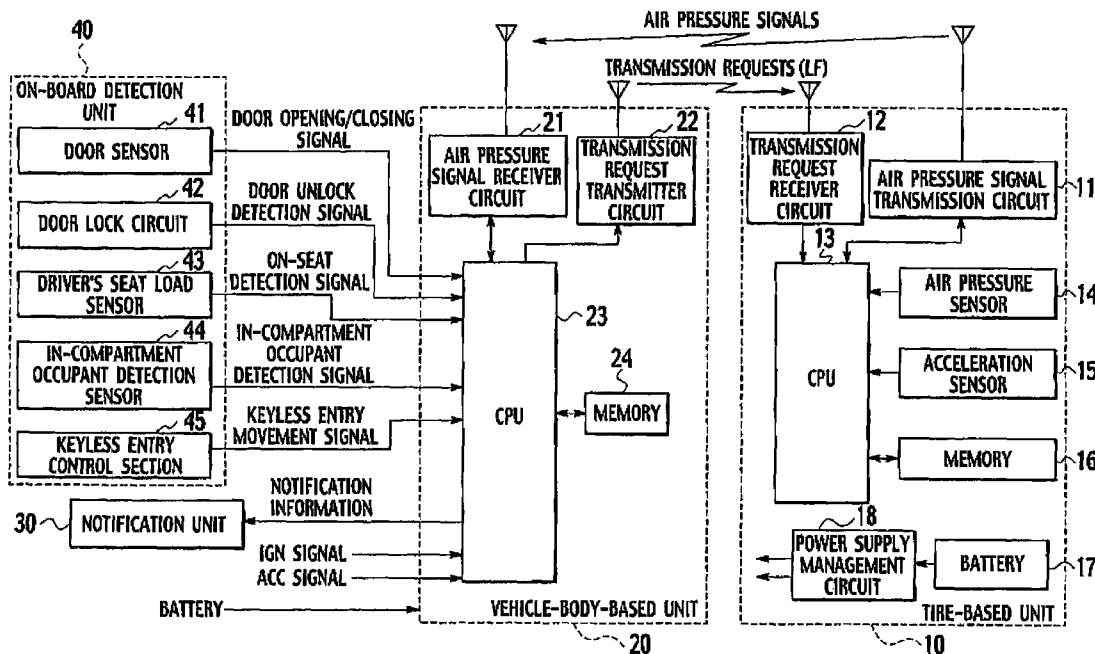 AIR PRESSURE SIGNALS
TRANSMISSION REQUESTS (LF)
40
ON-BOARD DETECTION
UNIT
41
DOOR SENSOR
42
DOOR LOCK CIRCUIT
43
DRIVER'S SEAT LOAD
SENSOR
44
IN-COMPARTMENT
OCCUPANT DETECTION
SENSOR
45
KEYLESS ENTRY
CONTROL SECTION
30
NOTIFICATION UNIT
DOOR OPENING/CLOSING
SIGNAL
DOOR UNLOCK
DETECTION SIGNAL
ON-SEAT
DETECTION SIGNAL
IN-COMPARTMENT
OCCUPANT
DETECTION SIGNAL
KEYLESS ENTRY
MOVEMENT SIGNAL
NOTIFICATION
INFORMATION
IGN SIGNAL
ACC SIGNAL
BATTERY
21
AIR PRESSURE
SIGNAL RECEIVER
CIRCUIT
22
TRANSMISSION
REQUEST
TRANSMITTER
CIRCUIT
23
CPU
24
MEMORY
VEHICLE-BODY-BASED UNIT
20
12
TRANSMISSION
REQUEST
RECEIVER
CIRCUIT
AIR PRESSURE SIGNAL
TRANSMISSION CIRCUIT
11
13
CPU
AIR PRESSURE
SENSOR
14
ACCELERATION
SENSOR
15
MEMORY
16
18
POWER SUPPLY
MANAGEMENT
CIRCUIT
BATTERY
17
TIRE-BASED UNIT
10